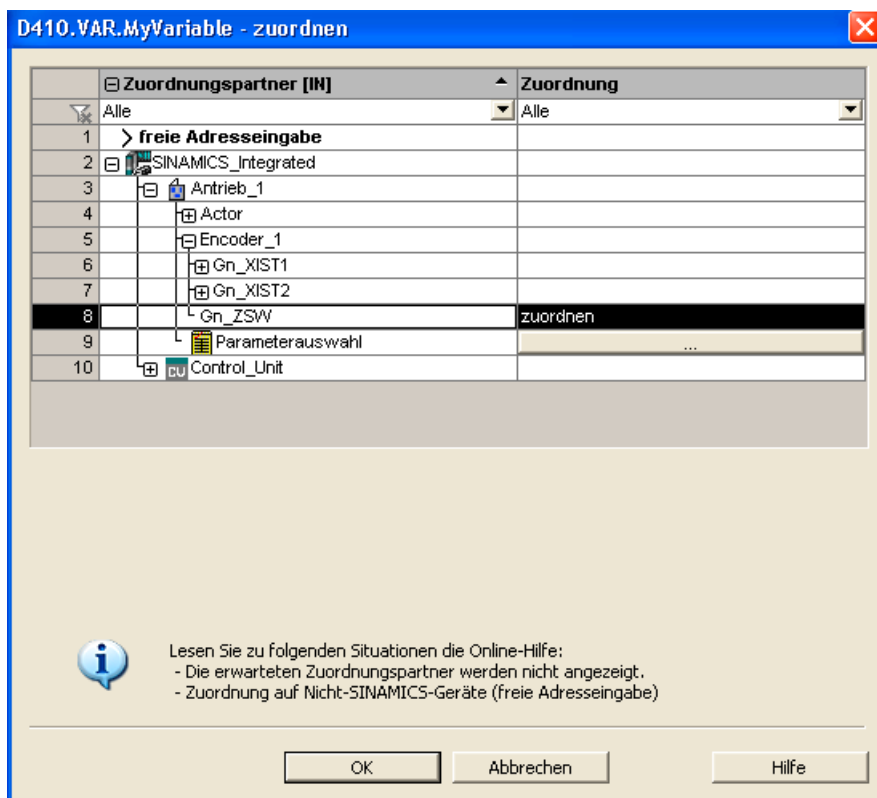 D410.VAR.MyVariable - zuordnen
Zuordnungspartner [IN] Zuordnung
Alle Alle
1 freie Adresseingabe
2 SINAMICS_Integrated
3 Antrieb_1
4 Actor
5 Encoder_1
6 Gn_XIST1
7 Gn_XIST2
8 Gn_ZSW zuordnen
9 Parameterauswahl ...
10 CU Control_Unit
Lesen Sie zu folgenden Situationen die Online-Hilfe:
- Die erwarteten Zuordnungspartner werden nicht angezeigt.
- Zuordnung auf Nicht-SINAMICS-Geräte (freie Adresseingabe)
OK Abbrechen Hilfe